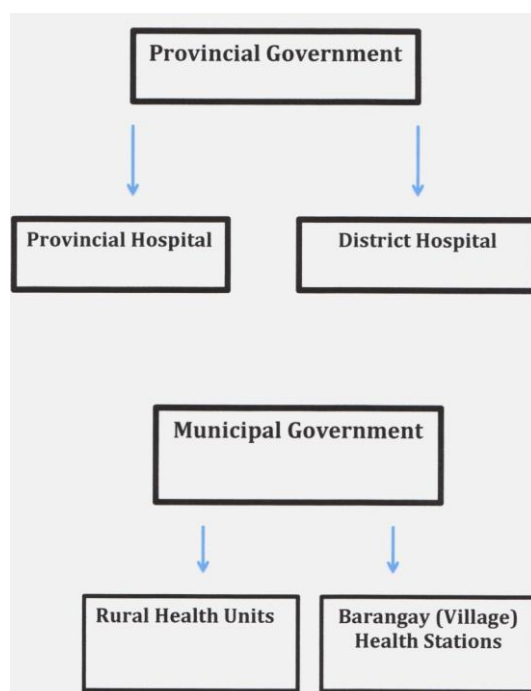 Provincial Government
Provincial Hospital
District Hospital
Municipal Government
Rural Health Units
Barangay (Village)
Health Stations